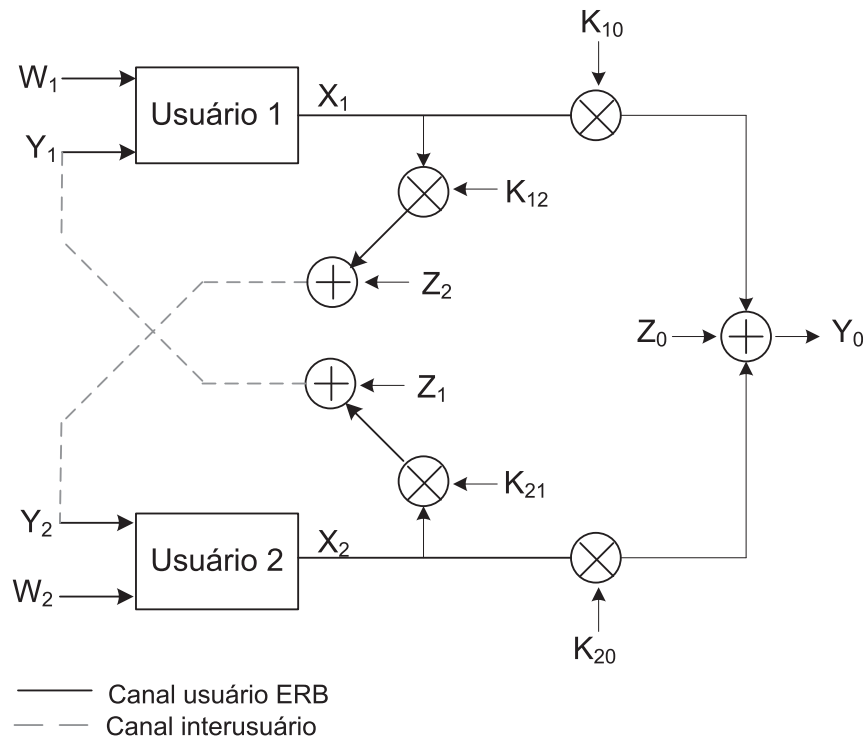 K₁₀
W₁
Usuário 1
X₁
Y₁
K₁₂
Z₂
Z₀
Y₀
Z₁
K₂₁
Y₂
Usuário 2
X₂
W₂
K₂₀
Canal usuário ERB
Canal interusuário